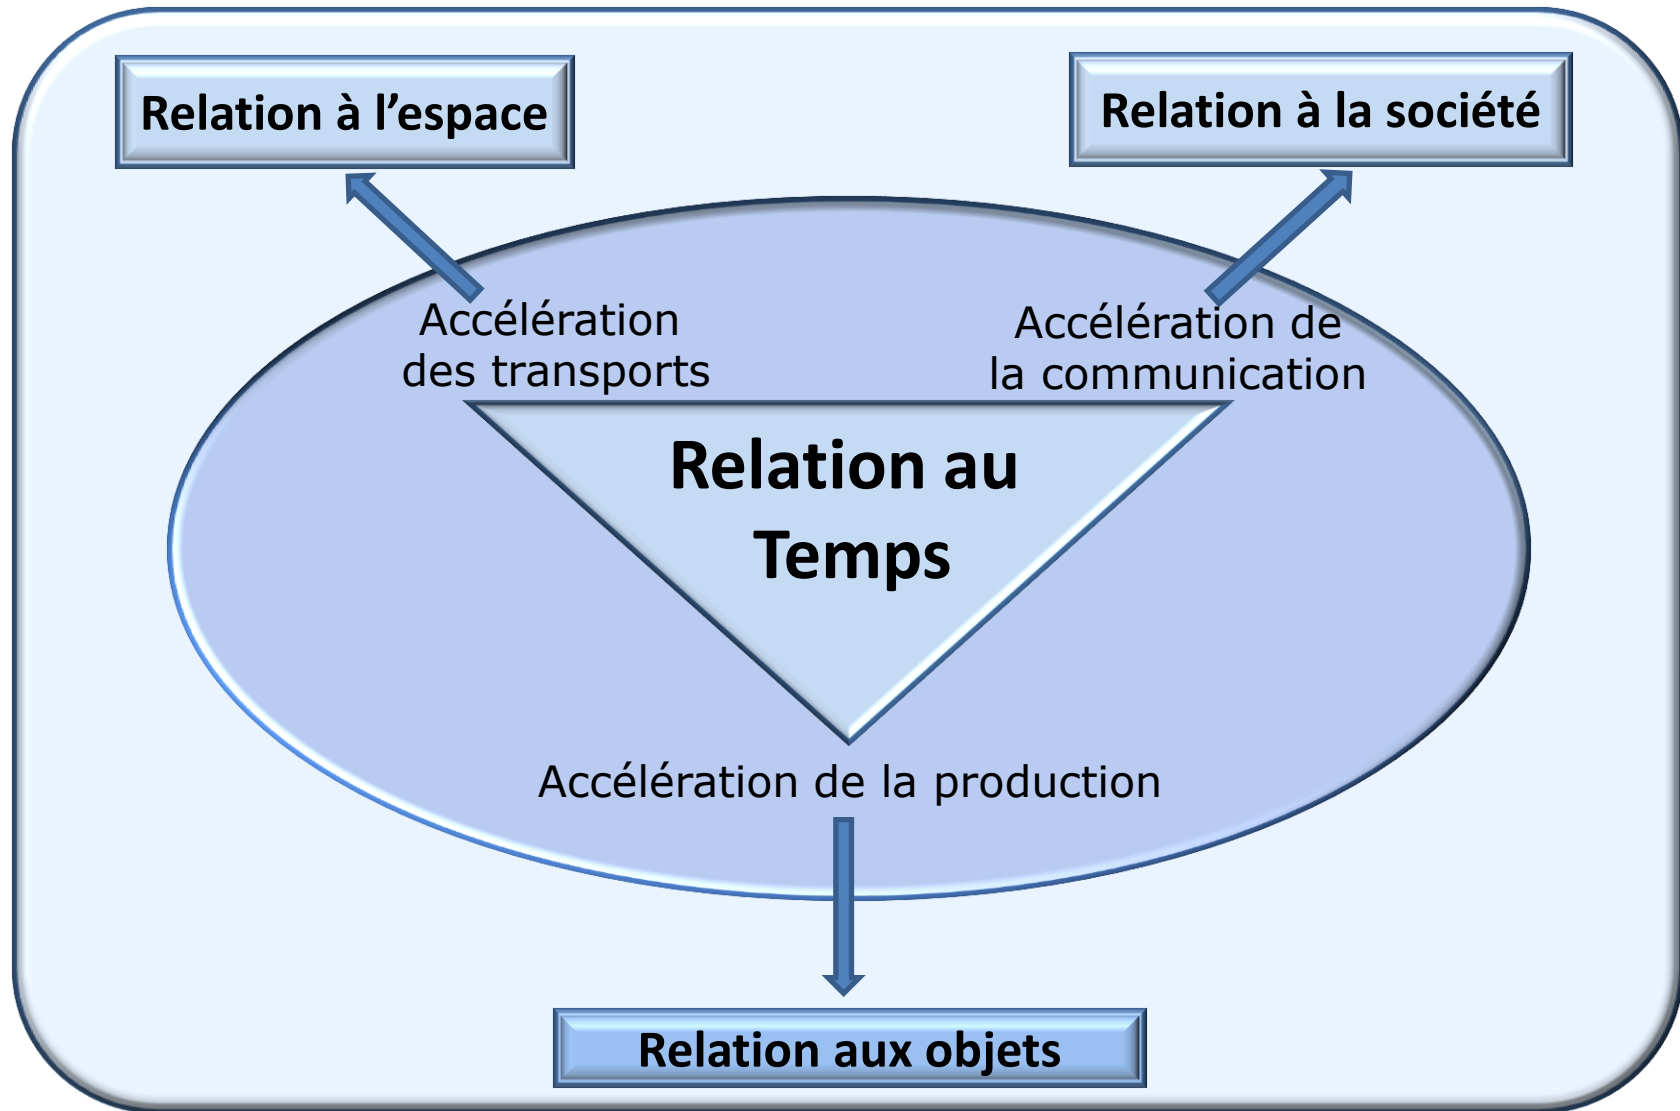 Relation à l’espace
Relation à la société
Accélération
des transports
Accélération de
la communication
Relation au
Temps
Accélération de la production
Relation aux objets